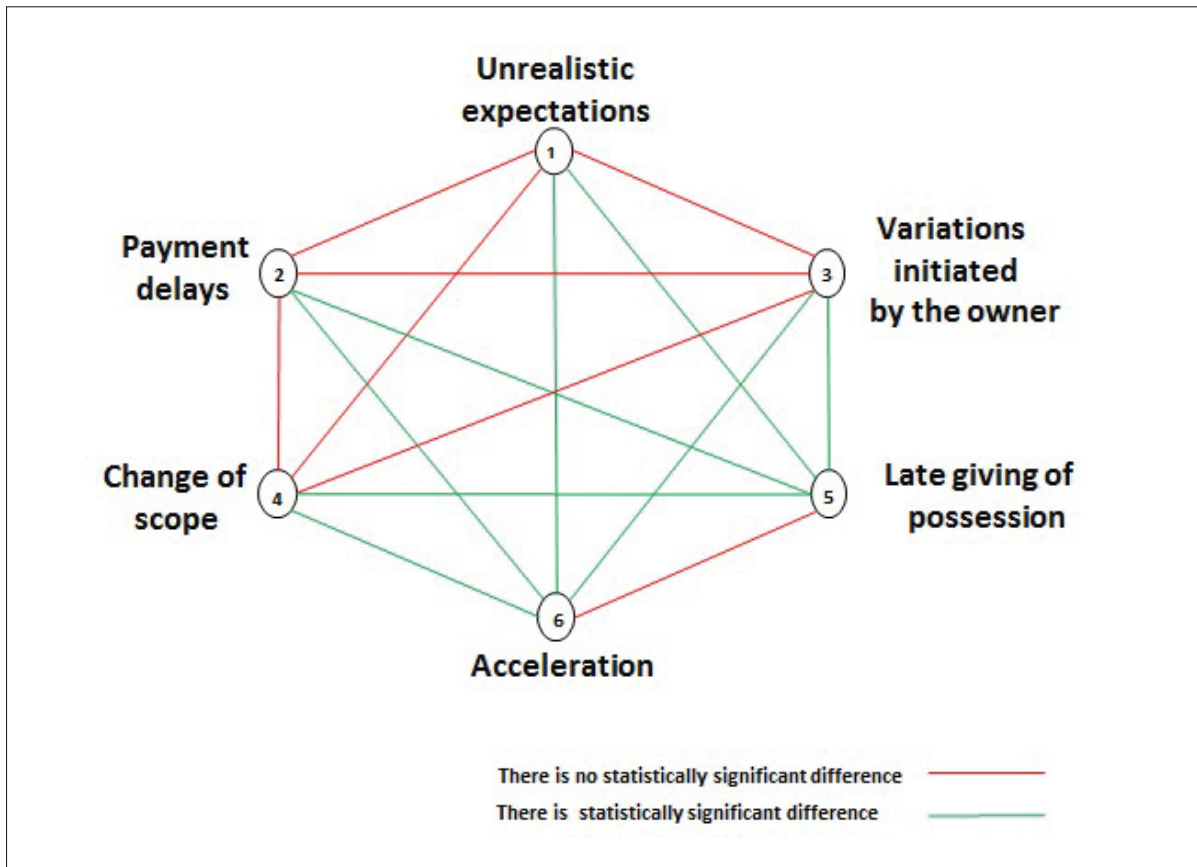 Unrealistic
expectations
1
Payment
delays
2
3
Variations
initiated
by the owner
Change of
scope
4
5
Late giving of
possession
6
Acceleration
There is no statistically significant difference
There is statistically significant difference